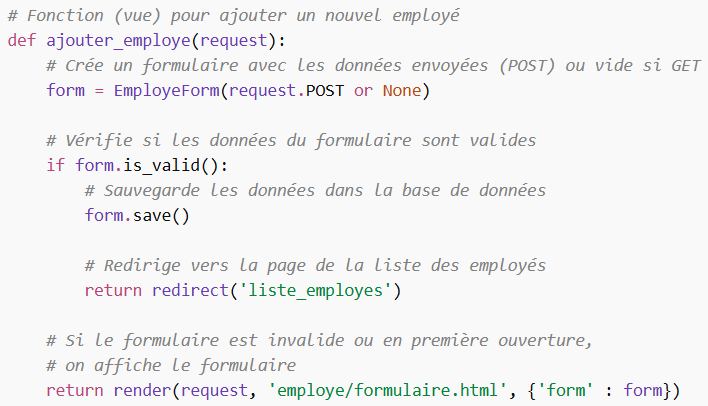 # Fonction (vue) pour ajouter un nouvel employé
def ajouter_employe(request):
    # Crée un formulaire avec les données envoyées (POST) ou vide si GET
    form = EmployeForm(request.POST or None)

    # Vérifie si les données du formulaire sont valides
    if form.is_valid():
        # Sauvegarde les données dans la base de données
        form.save()

        # Redirige vers la page de la liste des employés
        return redirect('liste_employes')

    # Si le formulaire est invalide ou en première ouverture,
    # on affiche le formulaire
    return render(request, 'employe/formulaire.html', {'form' : form})